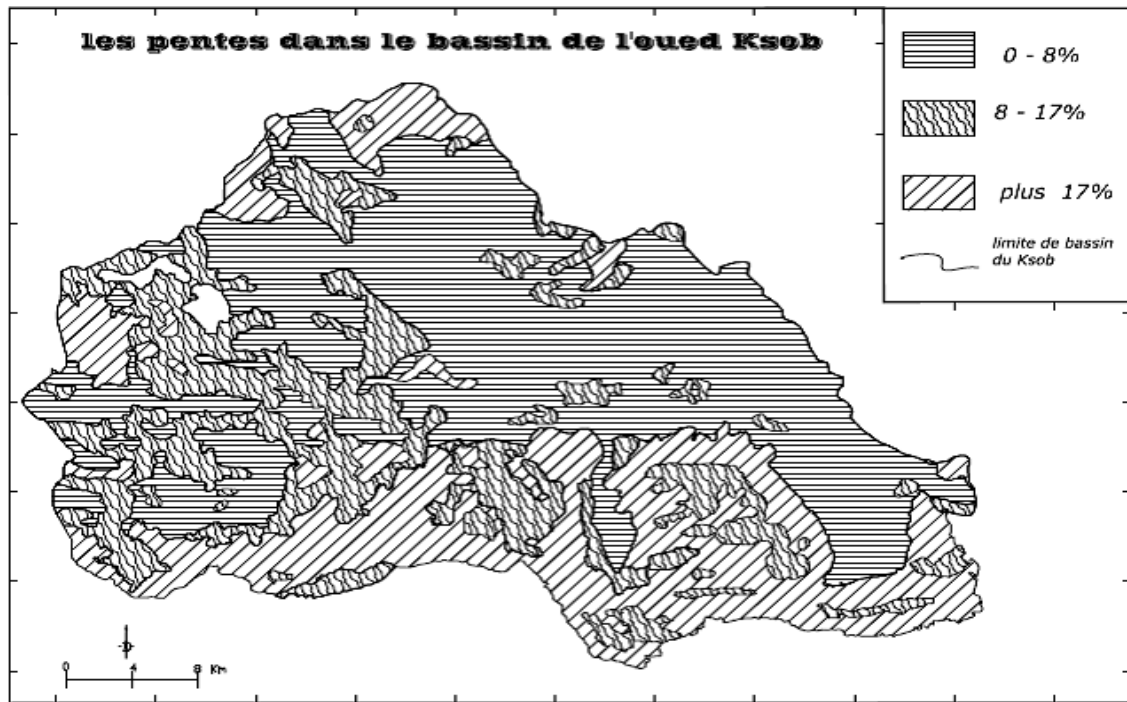 les pentes dans le bassin de l'oued Ksob
0 - 8%
8 - 17%
plus 17%
limite de bassin
du Ksob
0 4 8 Km